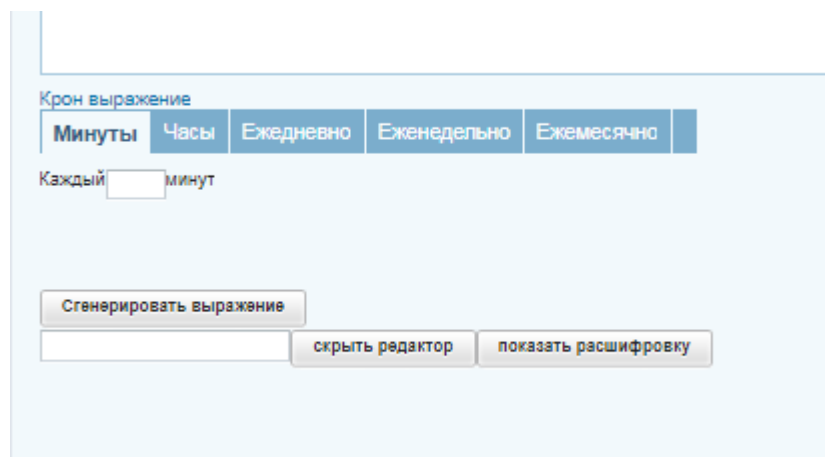 Крон выражение
Минуты Часы Ежедневно Еженедельно Ежемесячно
Каждый минут
Сгенерировать выражение
скрыть редактор показать расшифровку